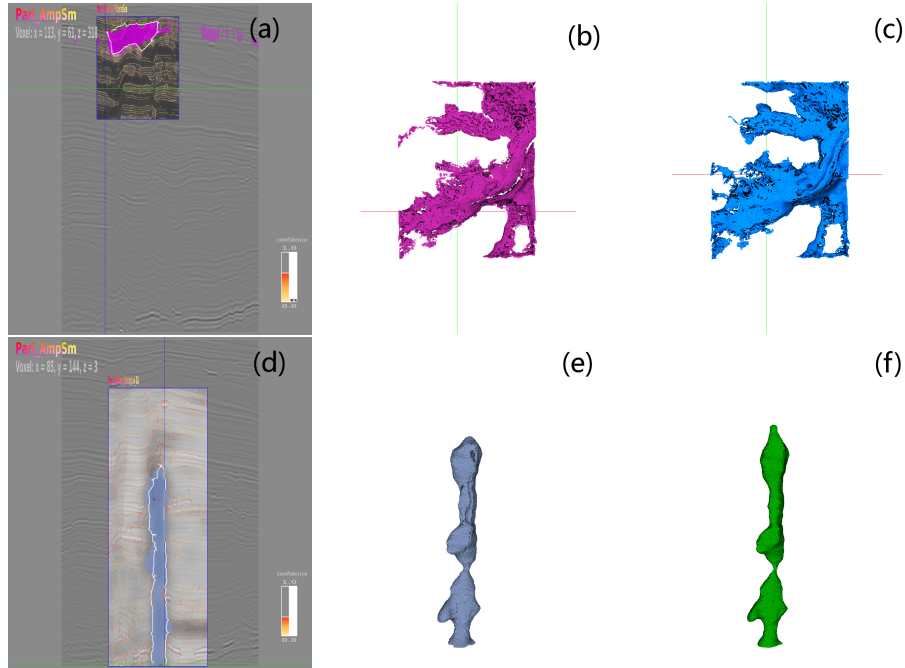 Pari_AmpSm
Voxel: x = 113, y = 61, z = 318
(a)
(b)
(c)
confidence
1.0
0.0
Pari_AmpSm
Voxel: x = 85, y = 144, z = 3
(d)
(e)
(f)
confidence
1.0
0.0